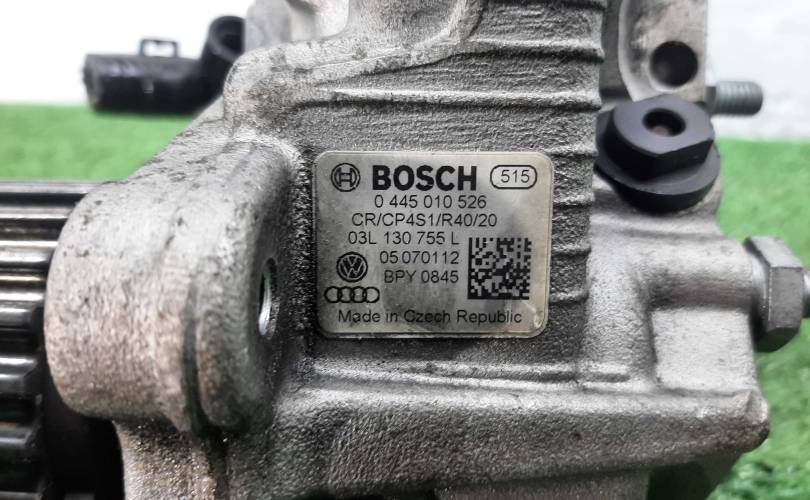 BOSCH 515
0 445 010 526
CR/CP4S1/R40/20
03L 130 755 L
05070112
BPY 0845
Made in Czech Republic